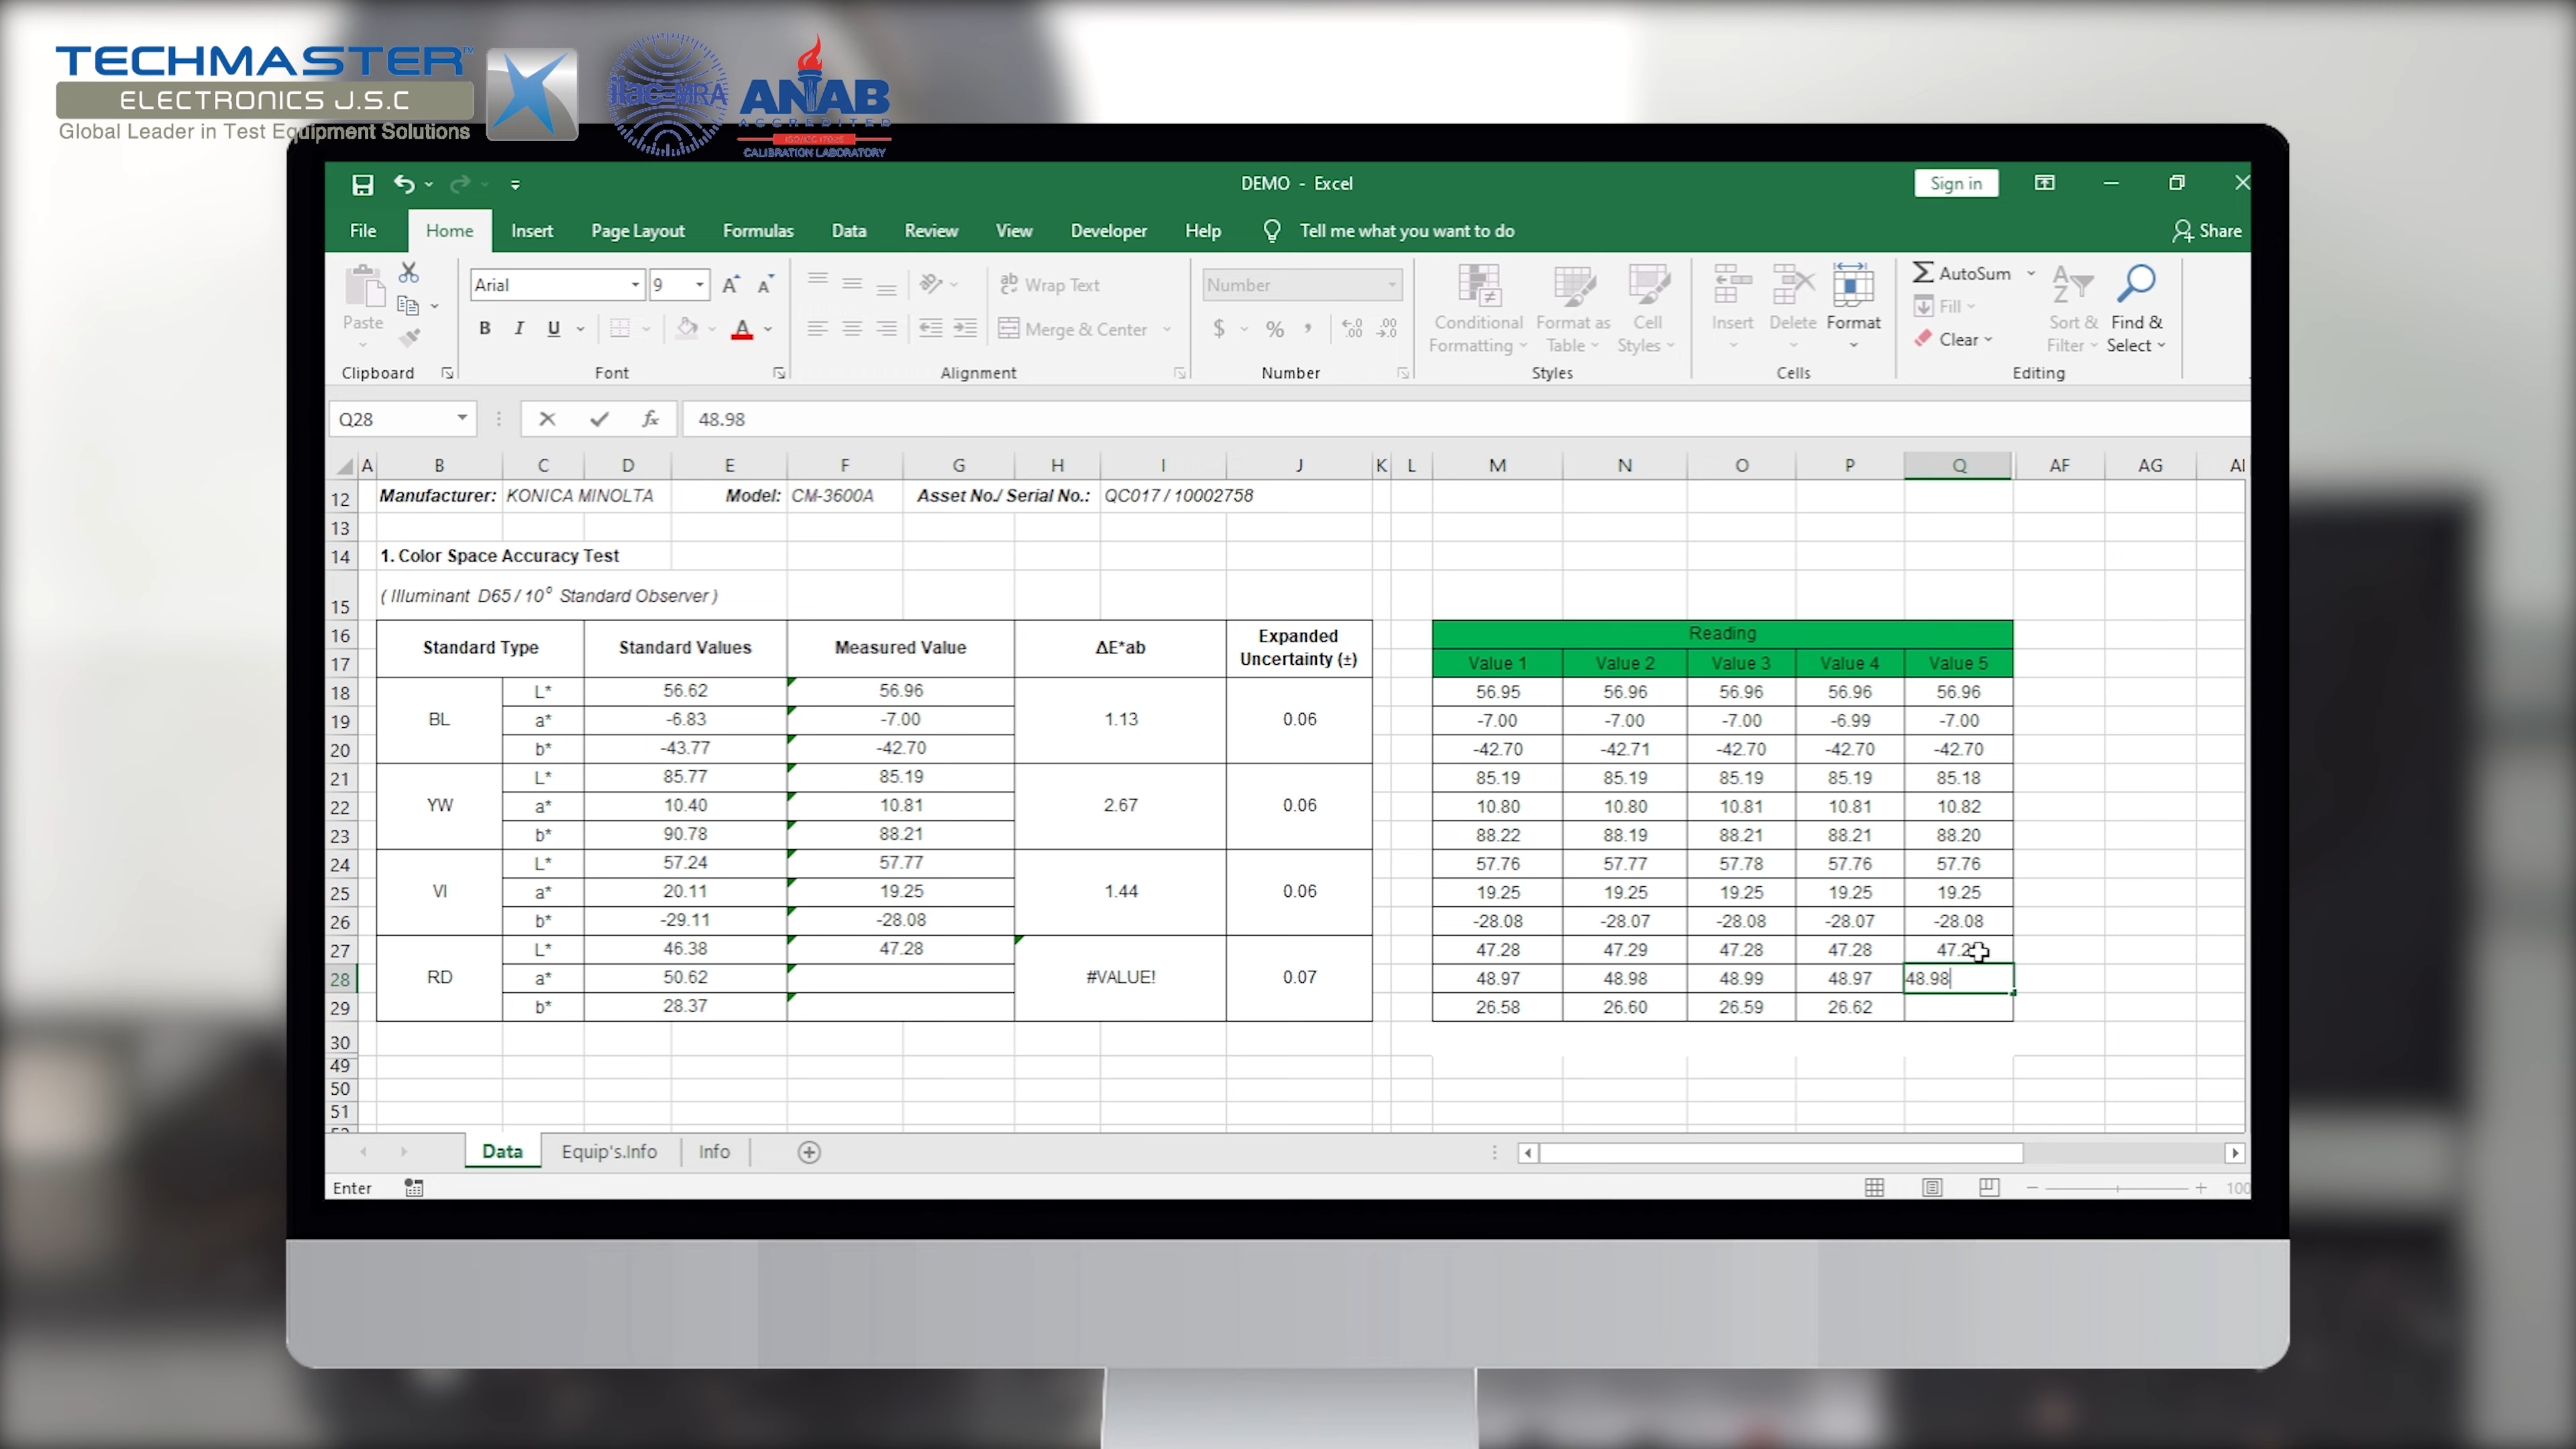 TECHMASTER™
ELECTRONICS J.S.C
Global Leader in Test Equipment Solutions
ilac-MRA
ANAB
ACCREDITED
ISO/IEC 17025
CALIBRATION LABORATORY
DEMO - Excel
Sign in
File Home Insert Page Layout Formulas Data Review View Developer Help Tell me what you want to do Share
Arial 9 Wrap Text Number AutoSum
Paste Conditional Formatting Format as Table Cell Styles Insert Delete Format Fill Sort & Filter Find & Select
B I U Merge & Center $ % Clear
Clipboard Font Alignment Number Styles Cells Editing
Q28 fx 48.98
A B C D E F G H I J K L M N O P Q AF AG
12 Manufacturer: KONICA MINOLTA Model: CM-3600A Asset No./ Serial No.: QC017 / 10002758
13
14 1. Color Space Accuracy Test
15 ( Illuminant D65 / 10° Standard Observer )
16 Standard Type Standard Values Measured Value ΔE*ab Expanded Uncertainty (±) Reading
17 Value 1 Value 2 Value 3 Value 4 Value 5
18 L* 56.62 56.96 56.95 56.96 56.96 56.96 56.96
19 BL a* -6.83 -7.00 1.13 0.06 -7.00 -7.00 -7.00 -6.99 -7.00
20 b* -43.77 -42.70 -42.70 -42.71 -42.70 -42.70 -42.70
21 L* 85.77 85.19 85.19 85.19 85.19 85.19 85.18
22 YW a* 10.40 10.81 2.67 0.06 10.80 10.80 10.81 10.81 10.82
23 b* 90.78 88.21 88.22 88.19 88.21 88.21 88.20
24 L* 57.24 57.77 57.76 57.77 57.78 57.76 57.76
25 VI a* 20.11 19.25 1.44 0.06 19.25 19.25 19.25 19.25 19.25
26 b* -29.11 -28.08 -28.08 -28.07 -28.08 -28.07 -28.08
27 L* 46.38 47.28 47.28 47.29 47.28 47.28
28 RD a* 50.62 #VALUE! 0.07 48.97 48.98 48.99 48.97 48.98
29 b* 28.37 26.58 26.60 26.59 26.62
30
49
50
51
Data Equip's.Info Info
Enter